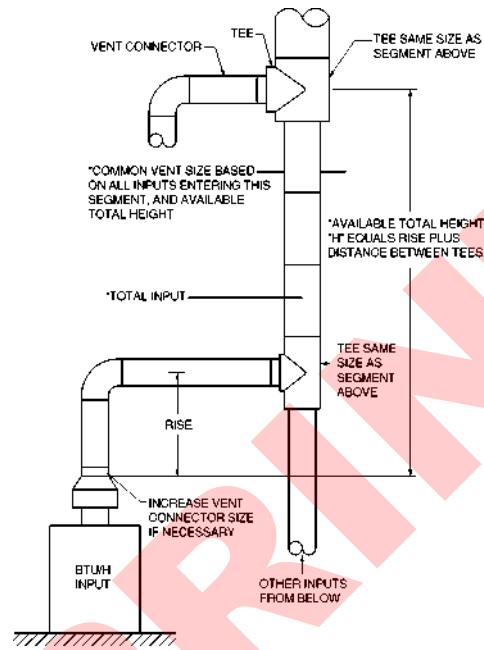 TEE
VENT CONNECTOR
TEE SAME SIZE AS
SEGMENT ABOVE
*COMMON VENT SIZE BASED
ON ALL INPUTS ENTERING THIS
SEGMENT, AND AVAILABLE
TOTAL HEIGHT
*AVAILABLE TOTAL HEIGHT
"H" EQUALS RISE PLUS
DISTANCE BETWEEN TEES
*TOTAL INPUT
TEE SAME
SIZE AS
SEGMENT
ABOVE
RISE
INCREASE VENT
CONNECTOR SIZE
IF NECESSARY
BTU/H
INPUT
OTHER INPUTS
FROM BELOW